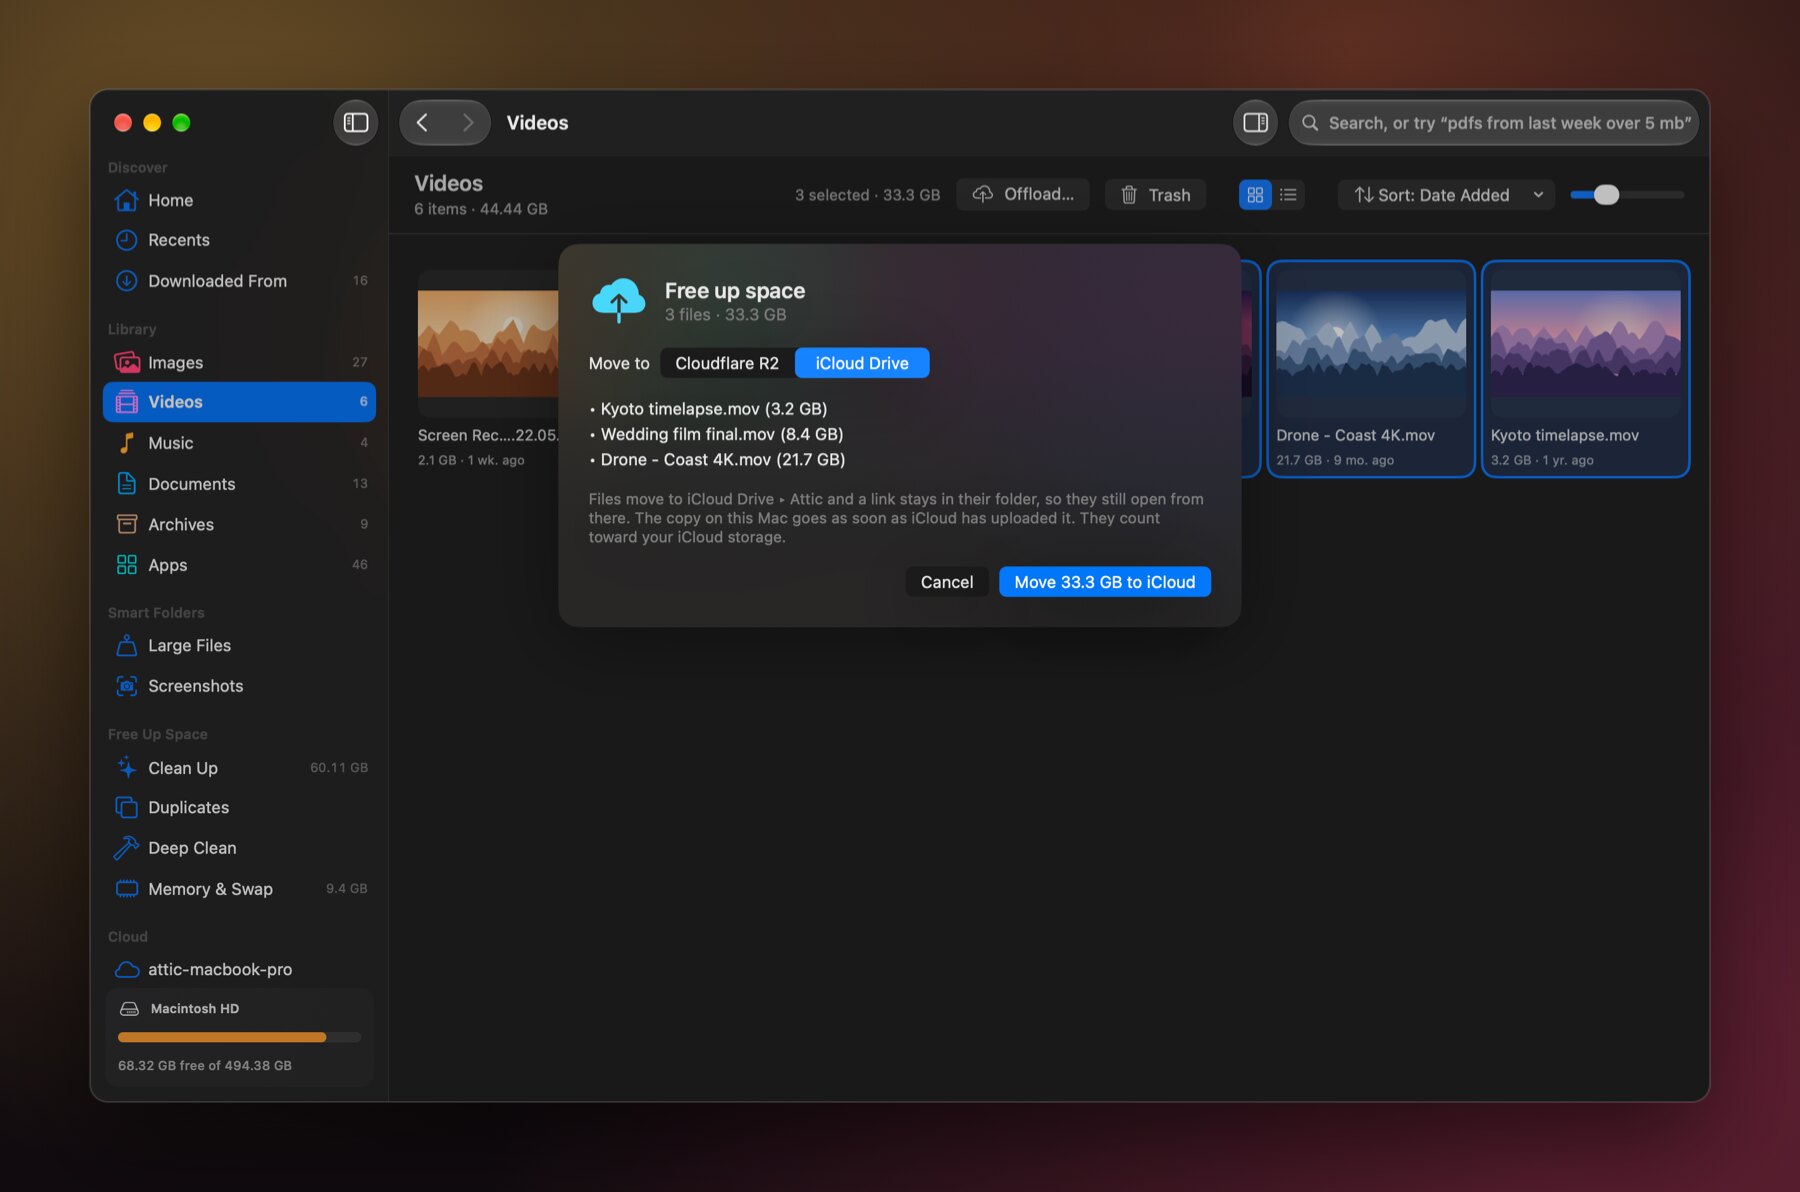 Videos
Search, or try “pdfs from last week over 5 mb”
Discover
Home
Recents
Downloaded From 16
Library
Images 27
Videos 6
Music 4
Documents 13
Archives 9
Apps 46
Smart Folders
Large Files
Screenshots
Free Up Space
Clean Up 60.11 GB
Duplicates
Deep Clean
Memory & Swap 9.4 GB
Cloud
attic-macbook-pro
Macintosh HD
68.32 GB free of 494.38 GB
Videos
6 items · 44.44 GB
3 selected · 33.3 GB
Offload...
Trash
Sort: Date Added
Screen Rec....22.05.
2.1 GB · 1 wk. ago
Free up space
3 files · 33.3 GB
Move to Cloudflare R2 iCloud Drive
• Kyoto timelapse.mov (3.2 GB)
• Wedding film final.mov (8.4 GB)
• Drone - Coast 4K.mov (21.7 GB)
Files move to iCloud Drive ▸ Attic and a link stays in their folder, so they still open from
there. The copy on this Mac goes as soon as iCloud has uploaded it. They count
toward your iCloud storage.
Cancel
Move 33.3 GB to iCloud
Drone - Coast 4K.mov
21.7 GB · 9 mo. ago
Kyoto timelapse.mov
3.2 GB · 1 yr. ago